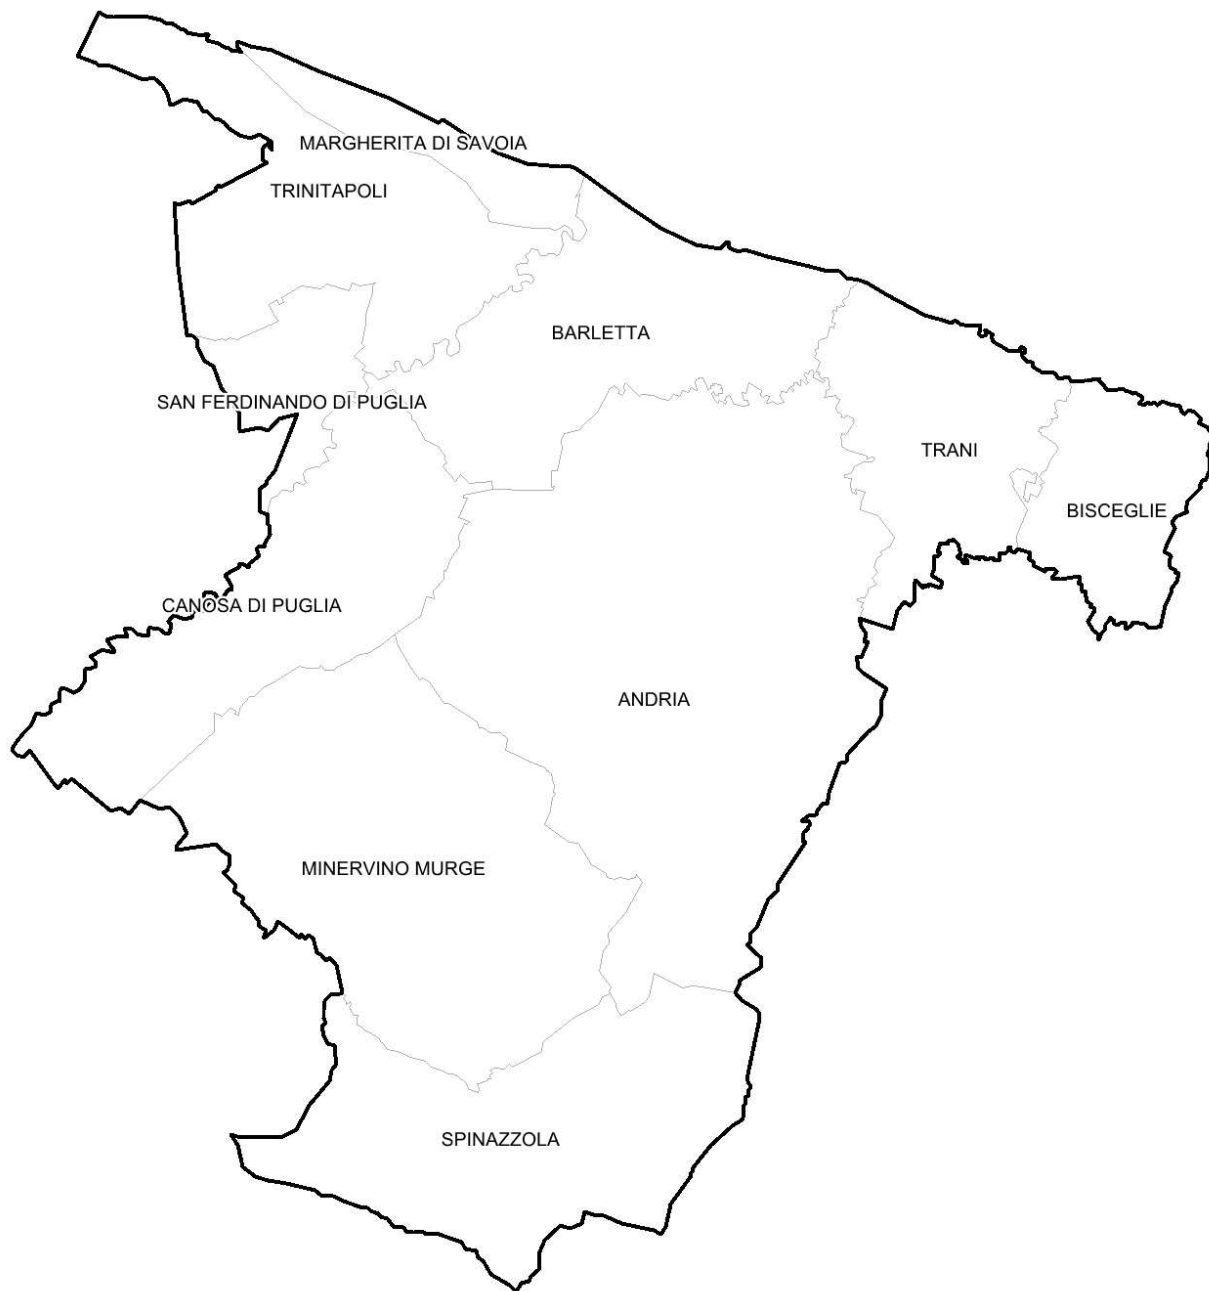 MARGHERITA DI SAVOIA
TRINITAPOLI
BARLETTA
SAN FERDINANDO DI PUGLIA
TRANI
BISCEGLIE
CANOSA DI PUGLIA
ANDRIA
MINERVINO MURGE
SPINAZZOLA